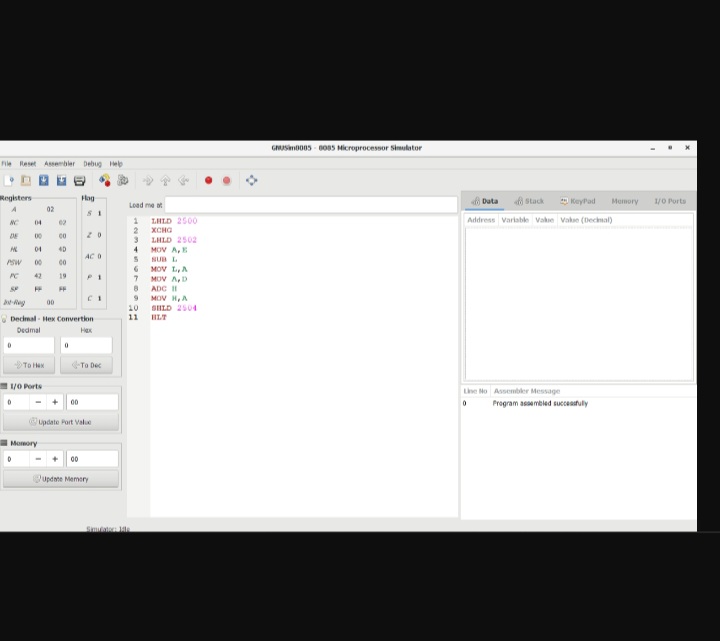 GNUSim8085 - 8085 Microprocessor Simulator
File Reset Assembler Debug Help
Registers
A 02
BC 04 02
DE 00 00
HL 04 4D
PSW 00 00
PC 42 19
SP FF FF
Int-Reg 00
Flag
S 1
Z 0
AC 0
P 1
C 1
Decimal - Hex Convertion
Decimal Hex
0 0
To Hex To Dec
I/O Ports
0 - + 00
Update Port Value
Memory
0 - + 00
Update Memory
Load me at
1 LHLD 2500
2 XCHG
3 LHLD 2502
4 MOV A,E
5 SUB L
6 MOV L,A
7 MOV A,D
8 ADC H
9 MOV H,A
10 SHLD 2504
11 HLT
Data Stack KeyPad Memory I/O Ports
Address Variable Value Value (Decimal)
Line No Assembler Message
0 Program assembled successfully
Simulator: Idle